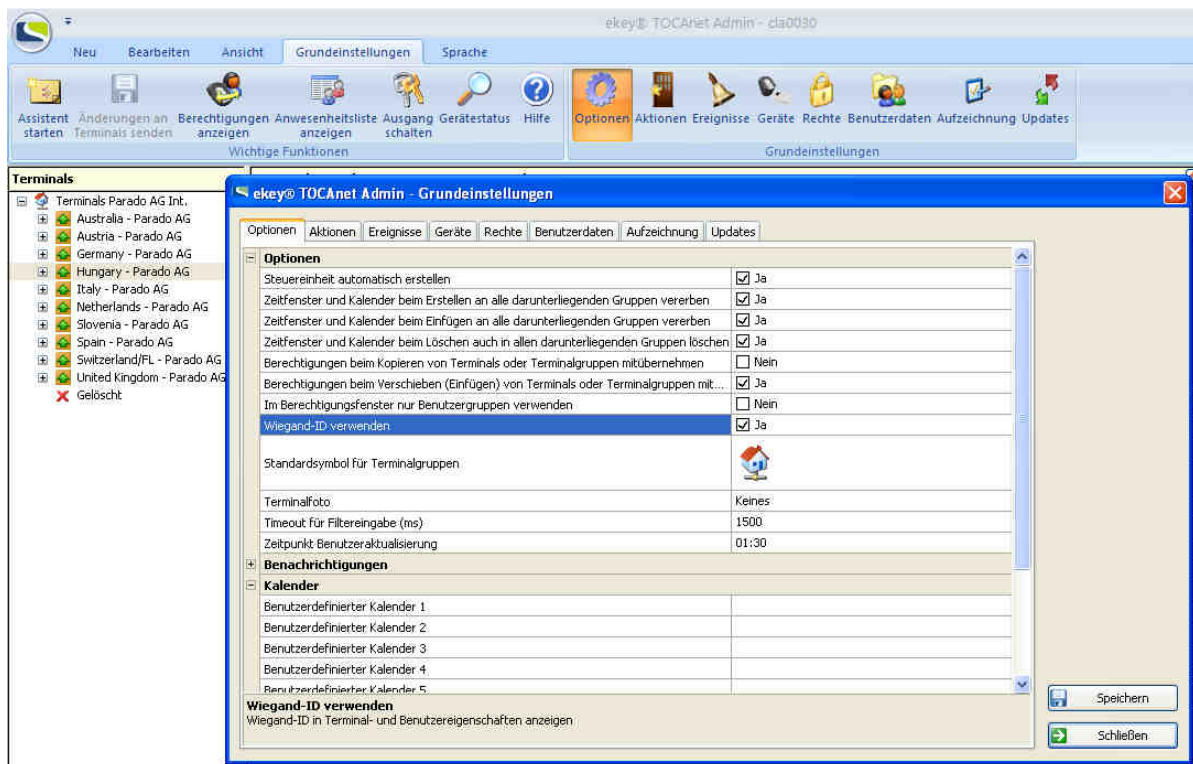 ekey® TOCAnet Admin - cla0030
Neu Bearbeiten Ansicht Grundeinstellungen Sprache
Assistent starten
Änderungen an Terminals senden
Berechtigungen anzeigen
Anwesenheitsliste anzeigen
Ausgang schalten
Gerätestatus
Hilfe
Optionen Aktionen Ereignisse Geräte Rechte Benutzerdaten Aufzeichnung Updates
Wichtige Funktionen
Grundeinstellungen
Terminals
Terminals Parado AG Int.
Australia - Parado AG
Austria - Parado AG
Germany - Parado AG
Hungary - Parado AG
Italy - Parado AG
Netherlands - Parado AG
Slovenia - Parado AG
Spain - Parado AG
Switzerland/FL - Parado AG
United Kingdom - Parado AG
Gelöscht
ekey® TOCAnet Admin - Grundeinstellungen
Optionen Aktionen Ereignisse Geräte Rechte Benutzerdaten Aufzeichnung Updates
Optionen
Steuereinheit automatisch erstellen Ja
Zeitfenster und Kalender beim Erstellen an alle darunterliegenden Gruppen vererben Ja
Zeitfenster und Kalender beim Einfügen an alle darunterliegenden Gruppen vererben Ja
Zeitfenster und Kalender beim Löschen auch in allen darunterliegenden Gruppen löschen Ja
Berechtigungen beim Kopieren von Terminals oder Terminalgruppen mitübernehmen Nein
Berechtigungen beim Verschieben (Einfügen) von Terminals oder Terminalgruppen mit... Ja
Im Berechtigungsfenster nur Benutzergruppen verwenden Nein
Wiegand-ID verwenden Ja
Standardsymbol für Terminalgruppen
Terminalfoto Keines
Timeout für Filtereingabe (ms) 1500
Zeitpunkt Benutzeraktualisierung 01:30
Benachrichtigungen
Kalender
Benutzerdefinierter Kalender 1
Benutzerdefinierter Kalender 2
Benutzerdefinierter Kalender 3
Benutzerdefinierter Kalender 4
Benutzerdefinierter Kalender 5
Wiegand-ID verwenden
Wiegand-ID in Terminal- und Benutzereigenschaften anzeigen
Speichern
Schließen